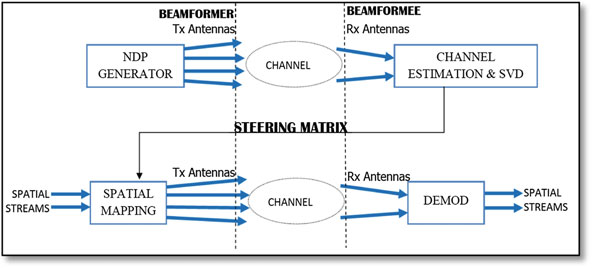 BEAMFORMER
BEAMFORMEE
Tx Antennas
Rx Antennas
NDP
GENERATOR
CHANNEL
CHANNEL
ESTIMATION & SVD
STEERING MATRIX
Tx Antennas
Rx Antennas
SPATIAL
STREAMS
SPATIAL
MAPPING
CHANNEL
DEMOD
SPATIAL
STREAMS